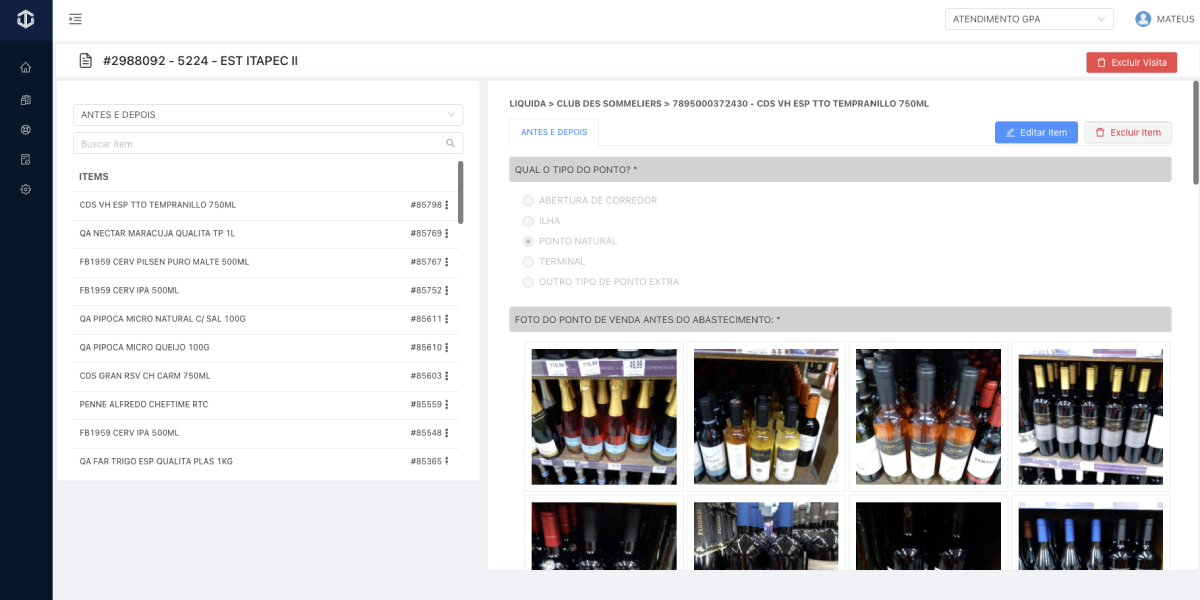 ATENDIMENTO GPA
MATEUS
#2988092 - 5224 - EST ITAPEC II
Excluir Visita
ANTES E DEPOIS
Buscar item
ITEMS
CDS VH ESP TTO TEMPRANILLO 750ML #85798
QA NECTAR MARACUJA QUALITA TP 1L #85769
FB1959 CERV PILSEN PURO MALTE 500ML #85767
FB1959 CERV IPA 500ML #85752
QA PIPOCA MICRO NATURAL C/ SAL 100G #85611
QA PIPOCA MICRO QUEIJO 100G #85610
CDS GRAN RSV CH CARM 750ML #85603
PENNE ALFREDO CHEFTIME RTC #85559
FB1959 CERV IPA 500ML #85548
QA FAR TRIGO ESP QUALITA PLAS 1KG #85365
LIQUIDA > CLUB DES SOMMELIERS > 7895000372430 - CDS VH ESP TTO TEMPRANILLO 750ML
ANTES E DEPOIS
Editar Item
Excluir Item
QUAL O TIPO DO PONTO? *
ABERTURA DE CORREDOR
ILHA
PONTO NATURAL
TERMINAL
OUTRO TIPO DE PONTO EXTRA
FOTO DO PONTO DE VENDA ANTES DO ABASTECIMENTO: *